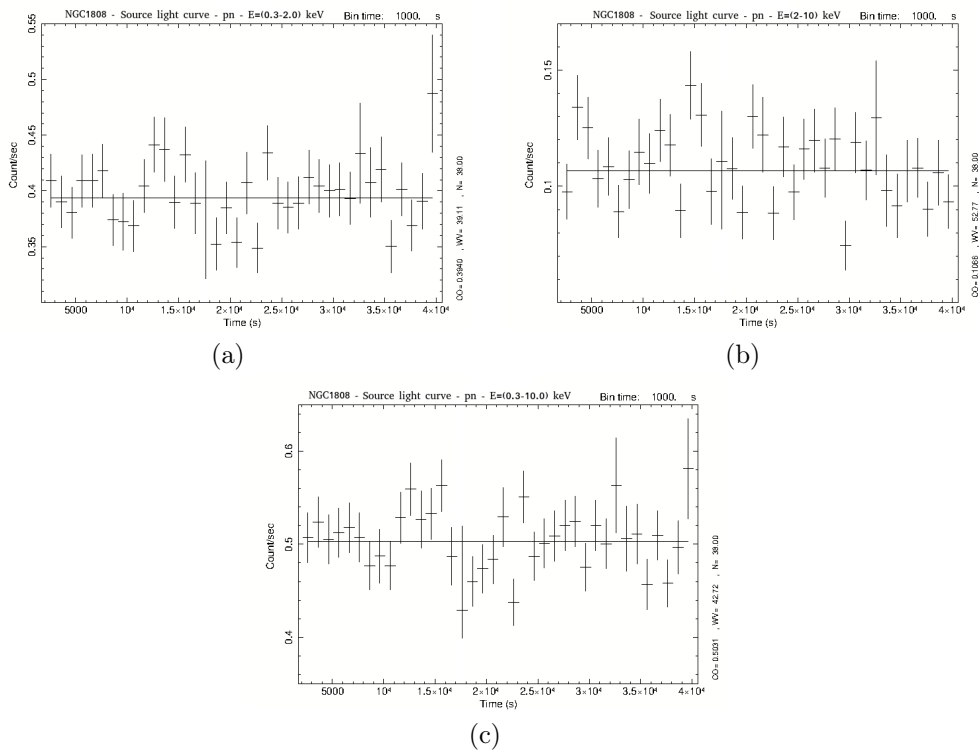 NGC1808 - Source light curve - pn - E=(0.3-2.0) keV Bin time: 1000. s
0.55
0.5
0.45
0.4
0.35
Count/sec
5000 10⁴ 1.5×10⁴ 2×10⁴ 2.5×10⁴ 3×10⁴ 3.5×10⁴ 4×10⁴
Time (s)
CO= 0.3940 , WV= 39.11 , N= 38.00
(a)
NGC1808 - Source light curve - pn - E=(2-10) keV Bin time: 1000. s
0.15
0.1
Count/sec
5000 10⁴ 1.5×10⁴ 2×10⁴ 2.5×10⁴ 3×10⁴ 3.5×10⁴ 4×10⁴
Time (s)
CO= 0.1068 , WV= 52.77 , N= 38.00
(b)
NGC1808 - Source light curve - pn - E=(0.3-10.0) keV Bin time: 1000. s
0.6
0.5
0.4
Count/sec
5000 10⁴ 1.5×10⁴ 2×10⁴ 2.5×10⁴ 3×10⁴ 3.5×10⁴ 4×10⁴
Time (s)
CO= 0.5031 , WV= 42.72 , N= 38.00
(c)